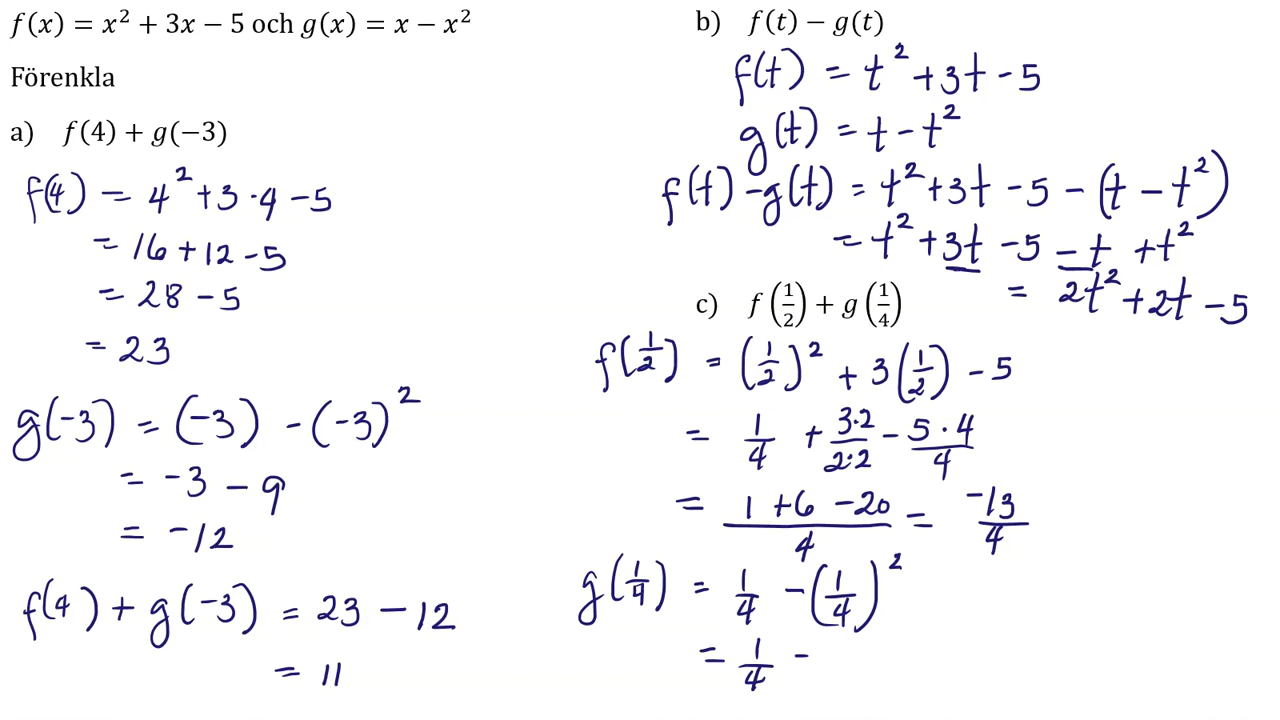 f(x) = x² + 3x − 5 och g(x) = x − x²
Förenkla
a) f(4) + g(−3)
f(4) = 4² + 3 · 4 − 5
= 16 + 12 − 5
= 28 − 5
= 23
g(−3) = (−3) − (−3)²
= −3 − 9
= −12
f(4) + g(−3) = 23 − 12
= 11
b) f(t) − g(t)
f(t) = t² + 3t − 5
g(t) = t − t²
f(t) − g(t) = t² + 3t − 5 − (t − t²)
= t² + 3t − 5 − t + t²
= 2t² + 2t − 5
c) f(1/2) + g(1/4)
f(1/2) = (1/2)² + 3(1/2) − 5
= 1/4 + 3·2/2·2 − 5·4/4
= 1 + 6 − 20/4 = −13/4
g(1/4) = 1/4 − (1/4)²
= 1/4 −